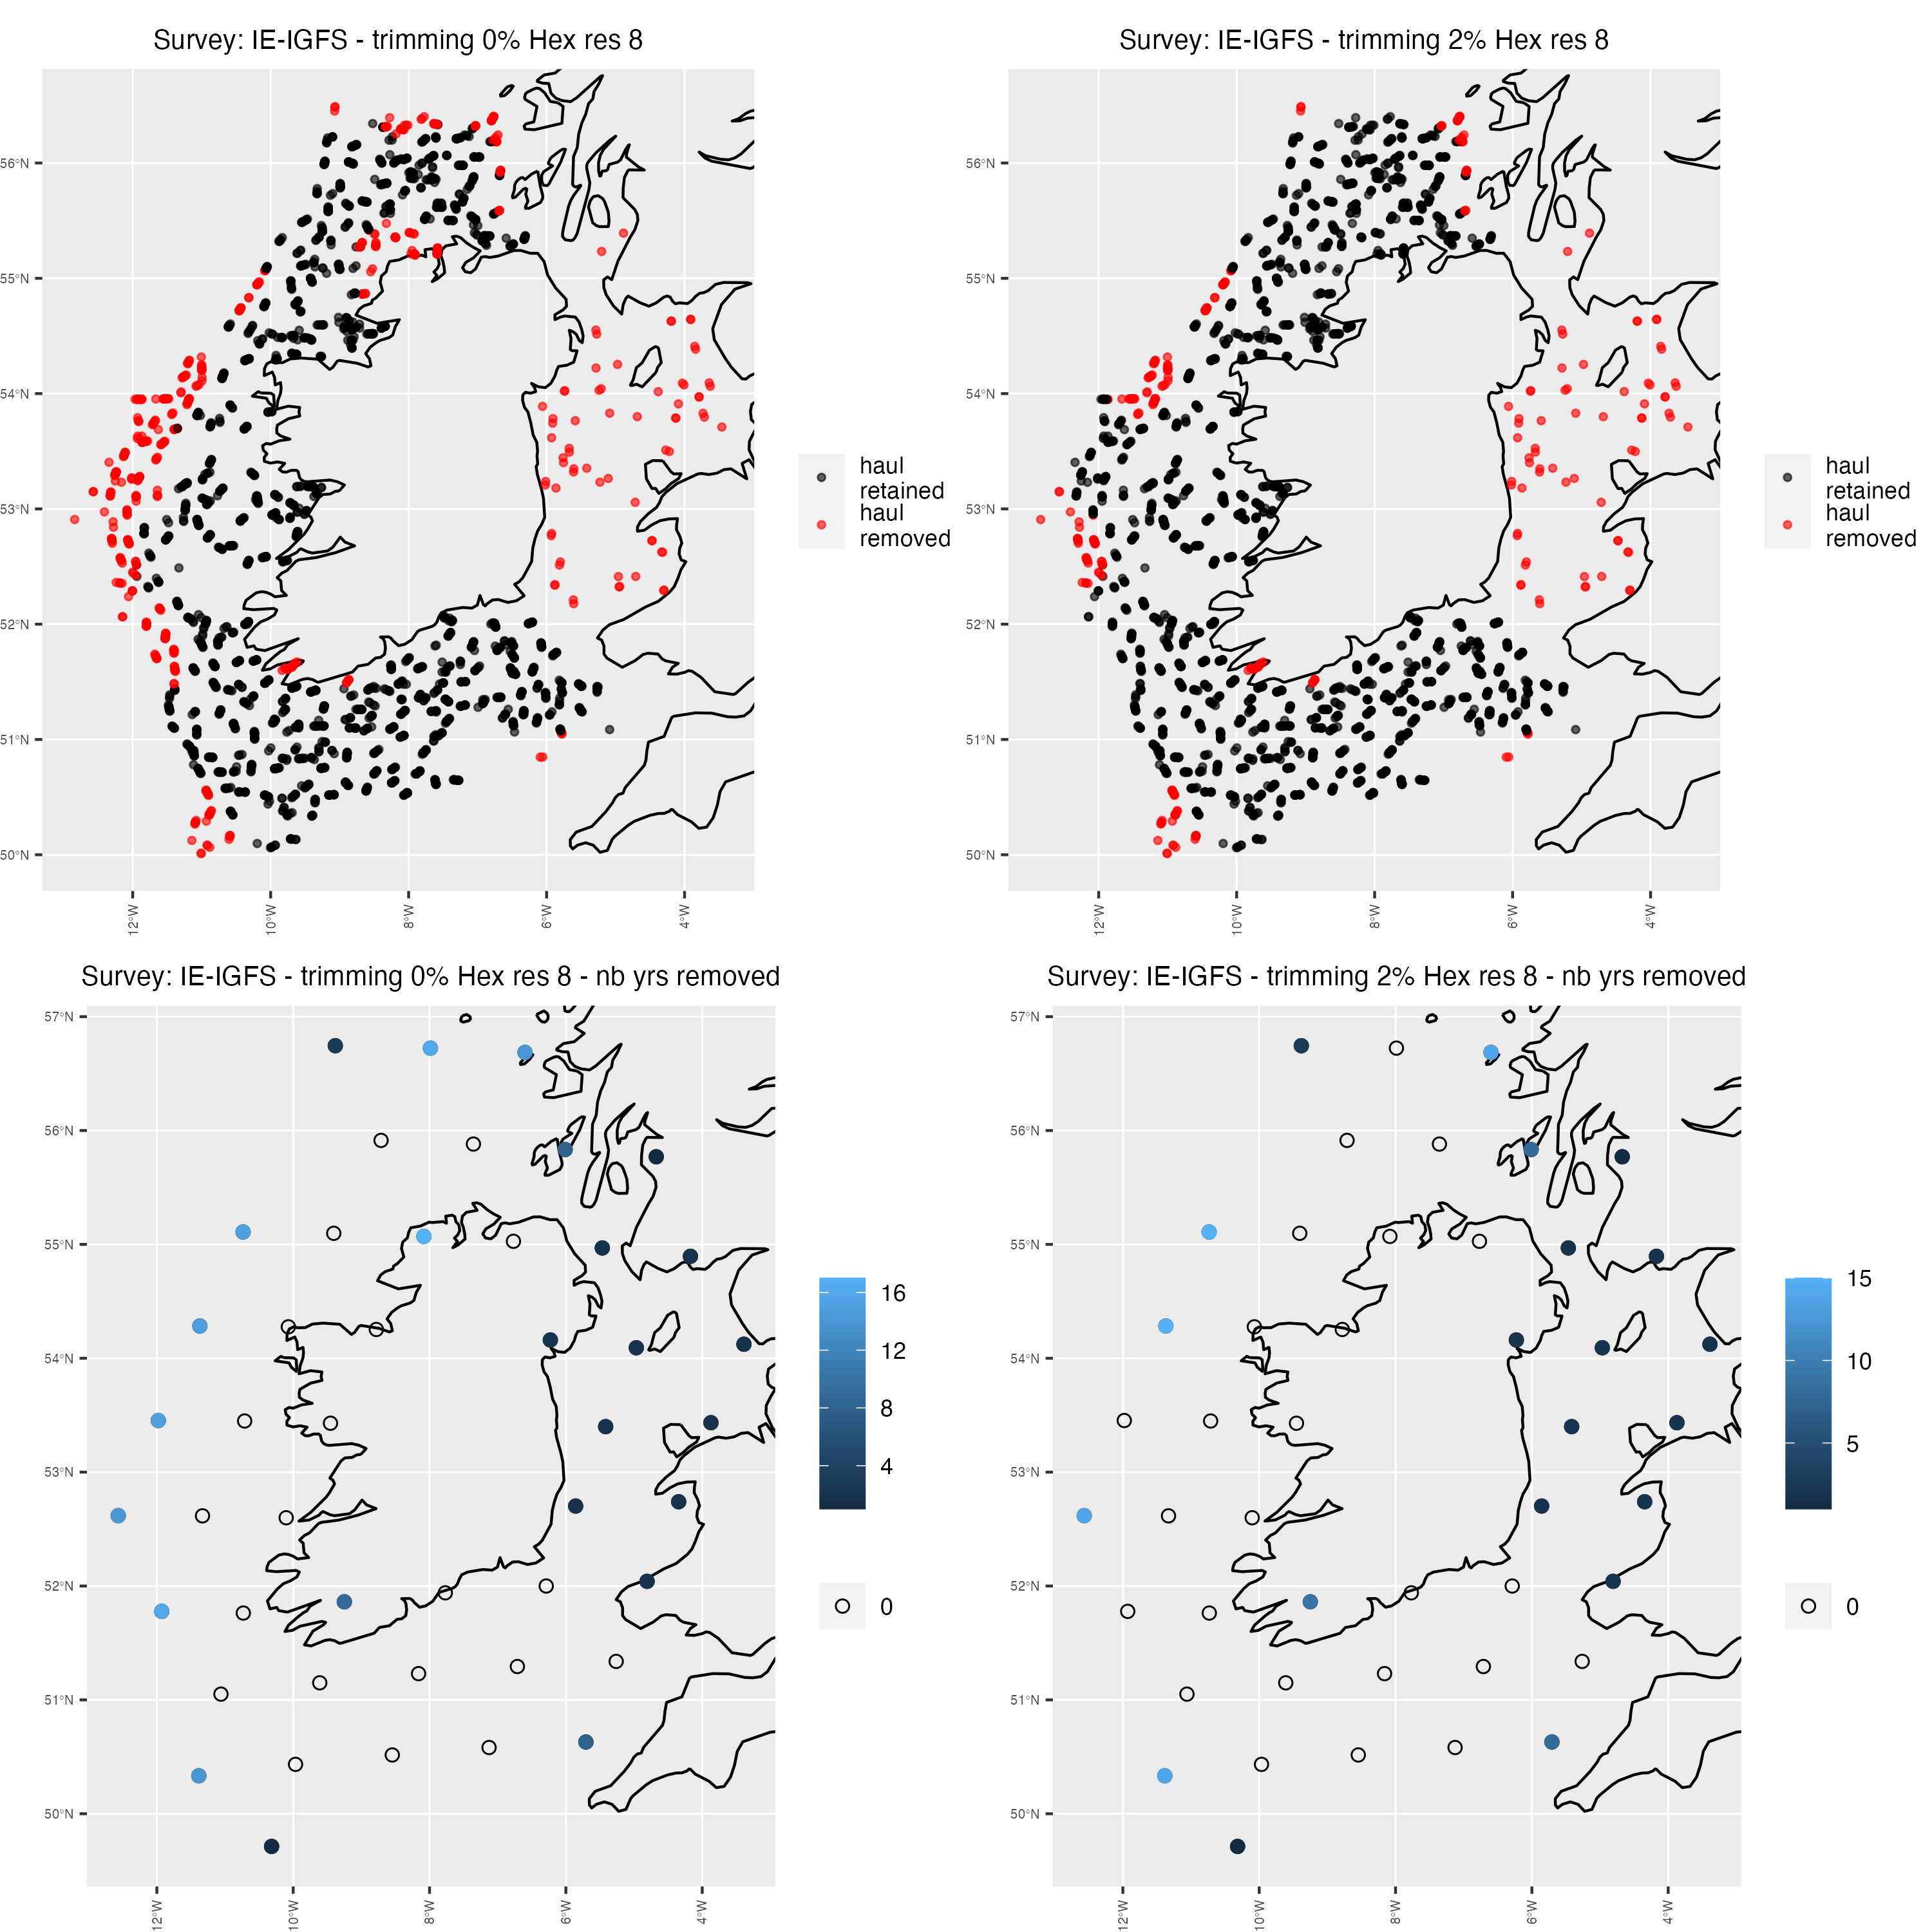 Survey: IE-IGFS - trimming 0% Hex res 8
56°N
55°N
54°N
53°N
52°N
51°N
50°N
12°W
10°W
8°W
6°W
4°W
haul
retained
haul
removed
Survey: IE-IGFS - trimming 2% Hex res 8
56°N
55°N
54°N
53°N
52°N
51°N
50°N
12°W
10°W
8°W
6°W
4°W
haul
retained
haul
removed
Survey: IE-IGFS - trimming 0% Hex res 8 - nb yrs removed
57°N
56°N
55°N
54°N
53°N
52°N
51°N
50°N
12°W
10°W
8°W
6°W
4°W
16
12
8
4
0
Survey: IE-IGFS - trimming 2% Hex res 8 - nb yrs removed
57°N
56°N
55°N
54°N
53°N
52°N
51°N
50°N
12°W
10°W
8°W
6°W
4°W
15
10
5
0